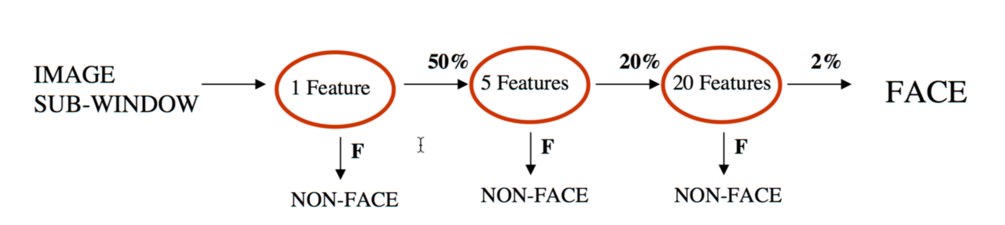 IMAGE
SUB-WINDOW
1 Feature
50%
5 Features
20%
20 Features
2%
FACE
F
F
F
NON-FACE
NON-FACE
NON-FACE